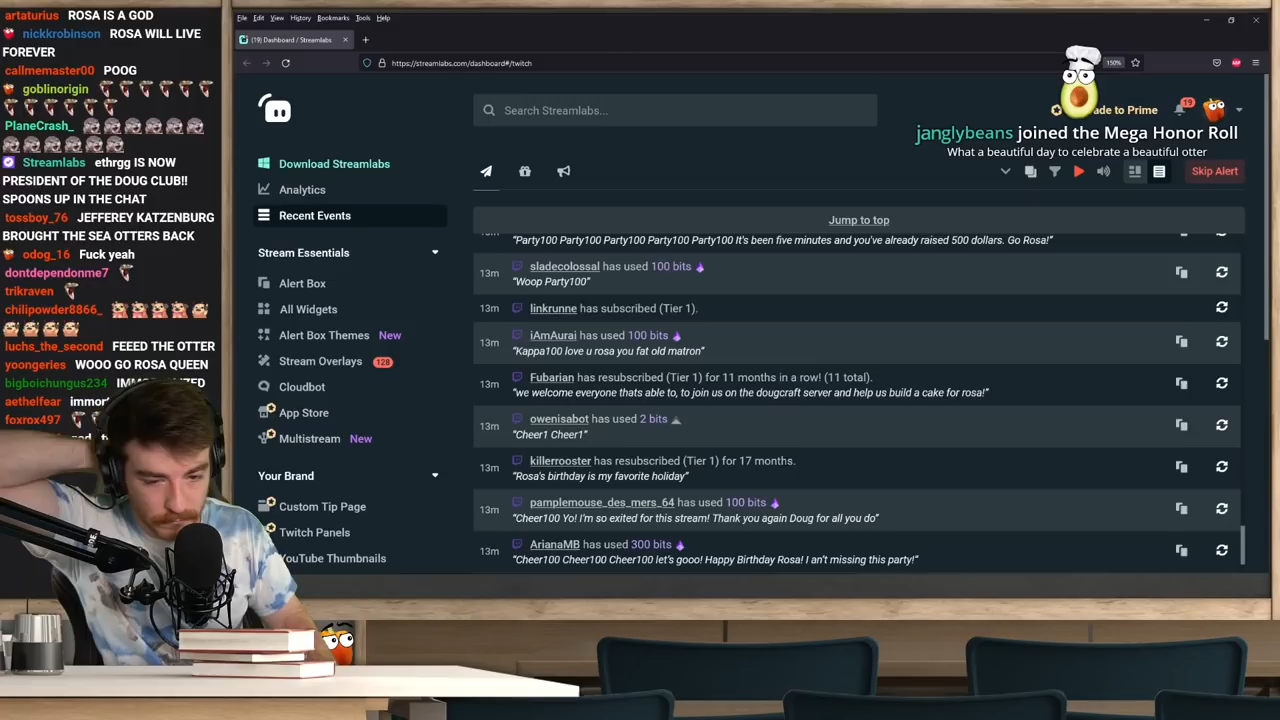 artaturius ROSA IS A GOD
nickkrobinson ROSA WILL LIVE
FOREVER
callmemaster00 POOG
goblinorigin
PlaneCrash_
Streamlabs ethrgg IS NOW
PRESIDENT OF THE DOUG CLUB!!
SPOONS UP IN THE CHAT
tossboy_76 JEFFEREY KATZENBURG
BROUGHT THE SEA OTTERS BACK
odog_16 Fuck yeah
dontdependonme7
trikraven
chilipowder8866_
luchs_the_second FEEED THE OTTER
yoongeries WOOO GO ROSA QUEEN
bigboichungus234
aethelfear
foxrox497
File Edit View History Bookmarks Tools Help
(19) Dashboard / Streamlabs
https://streamlabs.com/dashboard#/twitch
150%
Search Streamlabs...
de to Prime
19
janglybeans joined the Mega Honor Roll
What a beautiful day to celebrate a beautiful otter
Skip Alert
Download Streamlabs
Analytics
Recent Events
Stream Essentials
Alert Box
All Widgets
Alert Box Themes New
Stream Overlays 128
Cloudbot
App Store
Multistream New
Your Brand
Custom Tip Page
Twitch Panels
YouTube Thumbnails
Jump to top
“Party100 Party100 Party100 Party100 Party100 It's been five minutes and you've already raised 500 dollars. Go Rosa!”
13m sladecolossal has used 100 bits
“Woop Party100”
13m linkrunne has subscribed (Tier 1).
13m iAmAurai has used 100 bits
“Kappa100 love u rosa you fat old matron”
13m Fubarian has resubscribed (Tier 1) for 11 months in a row! (11 total).
“we welcome everyone thats able to, to join us on the dougcraft server and help us build a cake for rosa!”
13m owenisabot has used 2 bits
“Cheer1 Cheer1”
13m killerrooster has resubscribed (Tier 1) for 17 months.
“Rosa's birthday is my favorite holiday”
13m pamplemouse_des_mers_64 has used 100 bits
“Cheer100 Yo! I'm so exited for this stream! Thank you again Doug for all you do”
13m ArianaMB has used 300 bits
“Cheer100 Cheer100 Cheer100 let's gooo! Happy Birthday Rosa! I an't missing this party!”